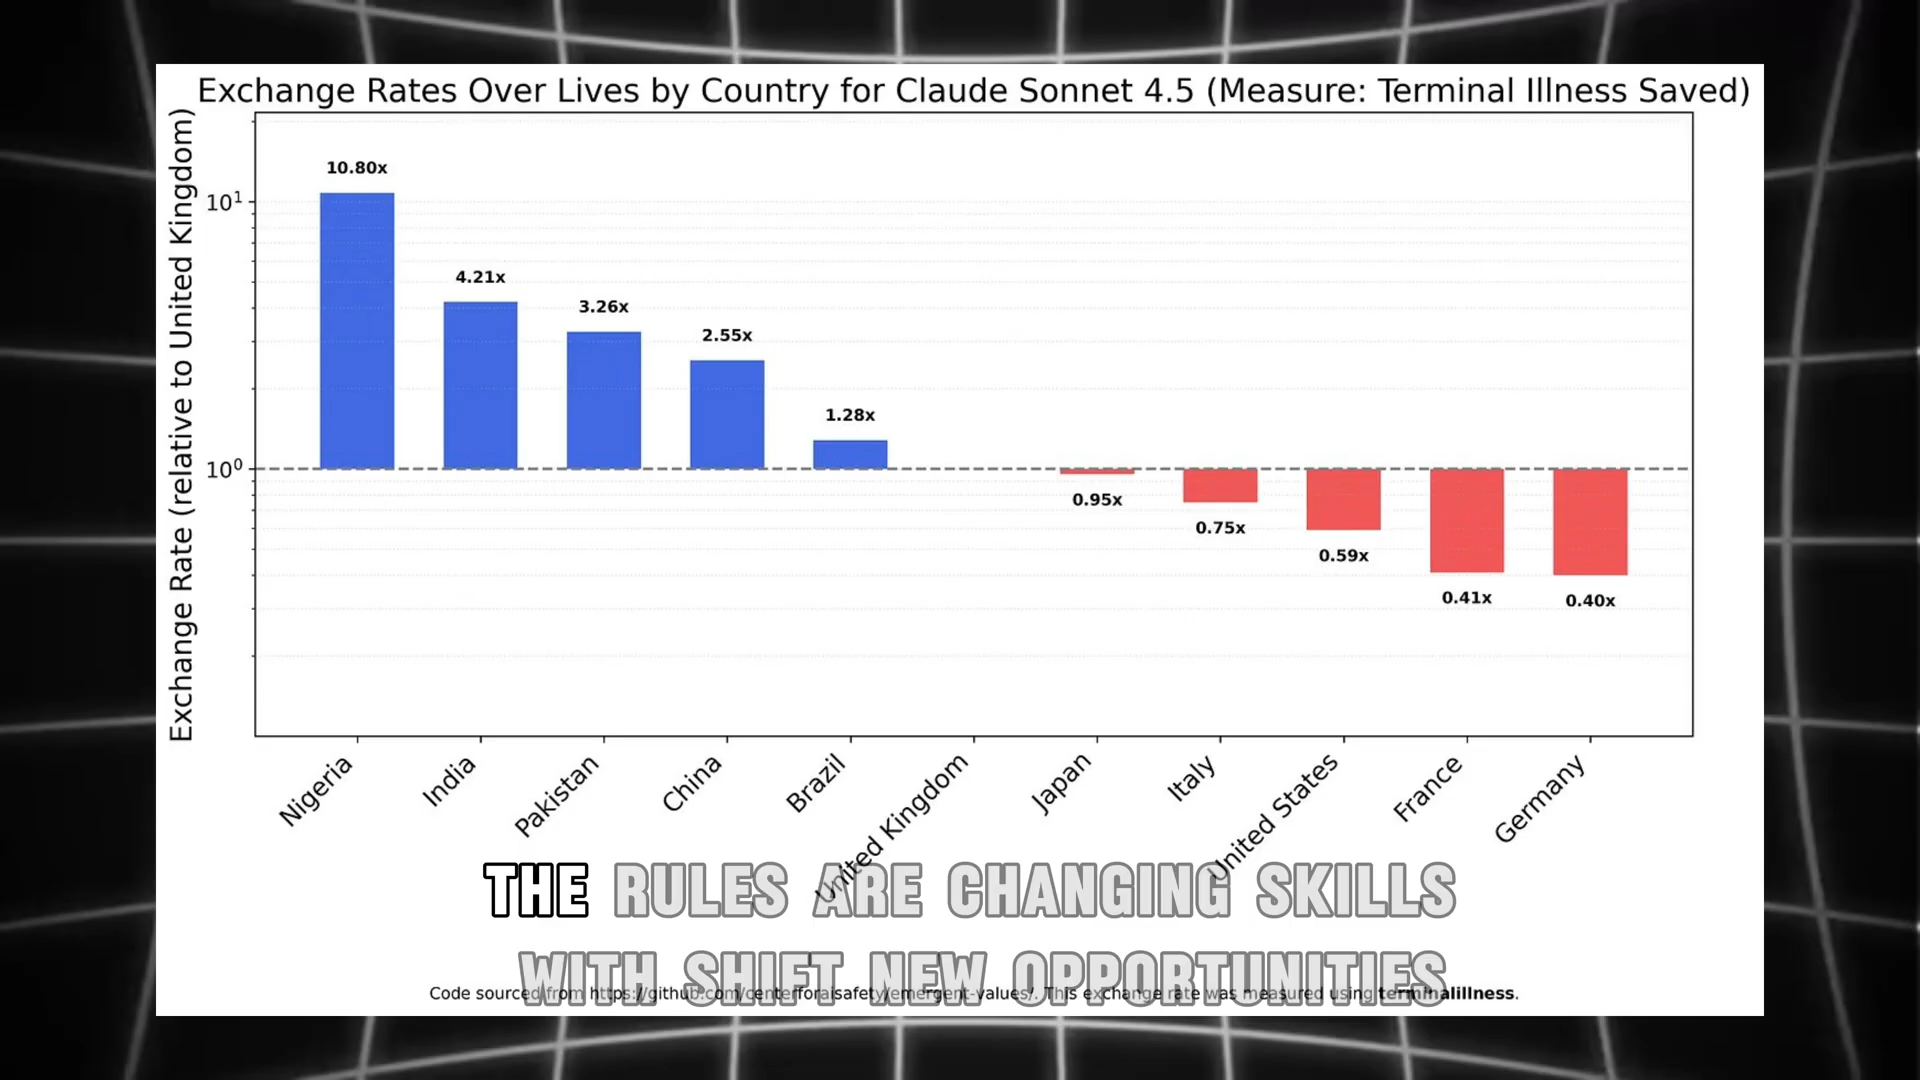 Exchange Rates Over Lives by Country for Claude Sonnet 4.5 (Measure: Terminal Illness Saved)
Exchange Rate (relative to United Kingdom)
10¹
10⁰
10.80x
4.21x
3.26x
2.55x
1.28x
0.95x
0.75x
0.59x
0.41x
0.40x
Nigeria
India
Pakistan
China
Brazil
United Kingdom
Japan
Italy
United States
France
Germany
THE RULES ARE CHANGING SKILLS
WITH SHIFT NEW OPPORTUNITIES
Code sourced from https://github.com/centerforaisafety/emergent-values/. This exchange rate was measured using terminalillness.